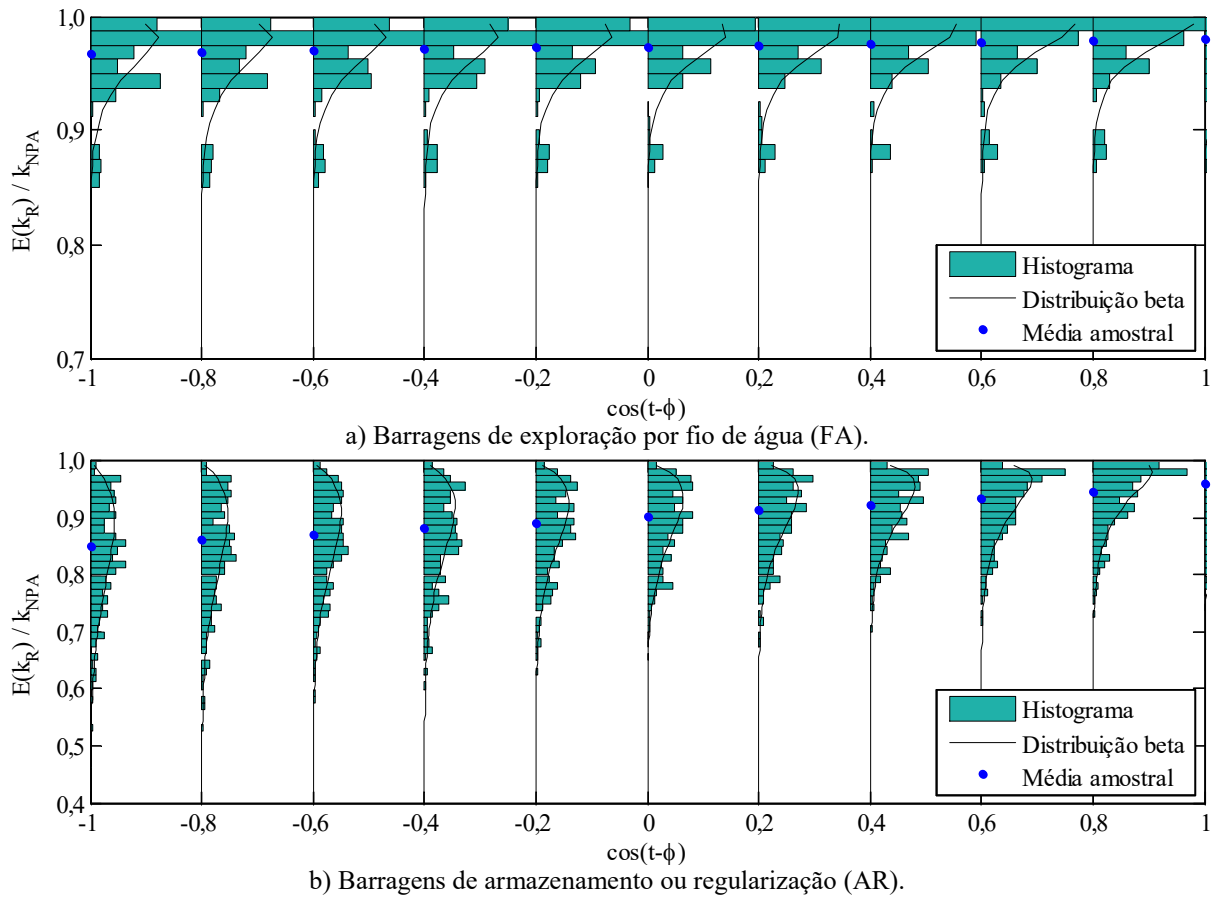 1,0
0,9
0,8
0,7
E(kR) / kNPA
-1 -0,8 -0,6 -0,4 -0,2 0 0,2 0,4 0,6 0,8 1
cos(t-ϕ)
Histograma
Distribuição beta
Média amostral
a) Barragens de exploração por fio de água (FA).
1,0
0,9
0,8
0,7
0,6
0,5
0,4
E(kR) / kNPA
-1 -0,8 -0,6 -0,4 -0,2 0 0,2 0,4 0,6 0,8 1
cos(t-ϕ)
Histograma
Distribuição beta
Média amostral
b) Barragens de armazenamento ou regularização (AR).